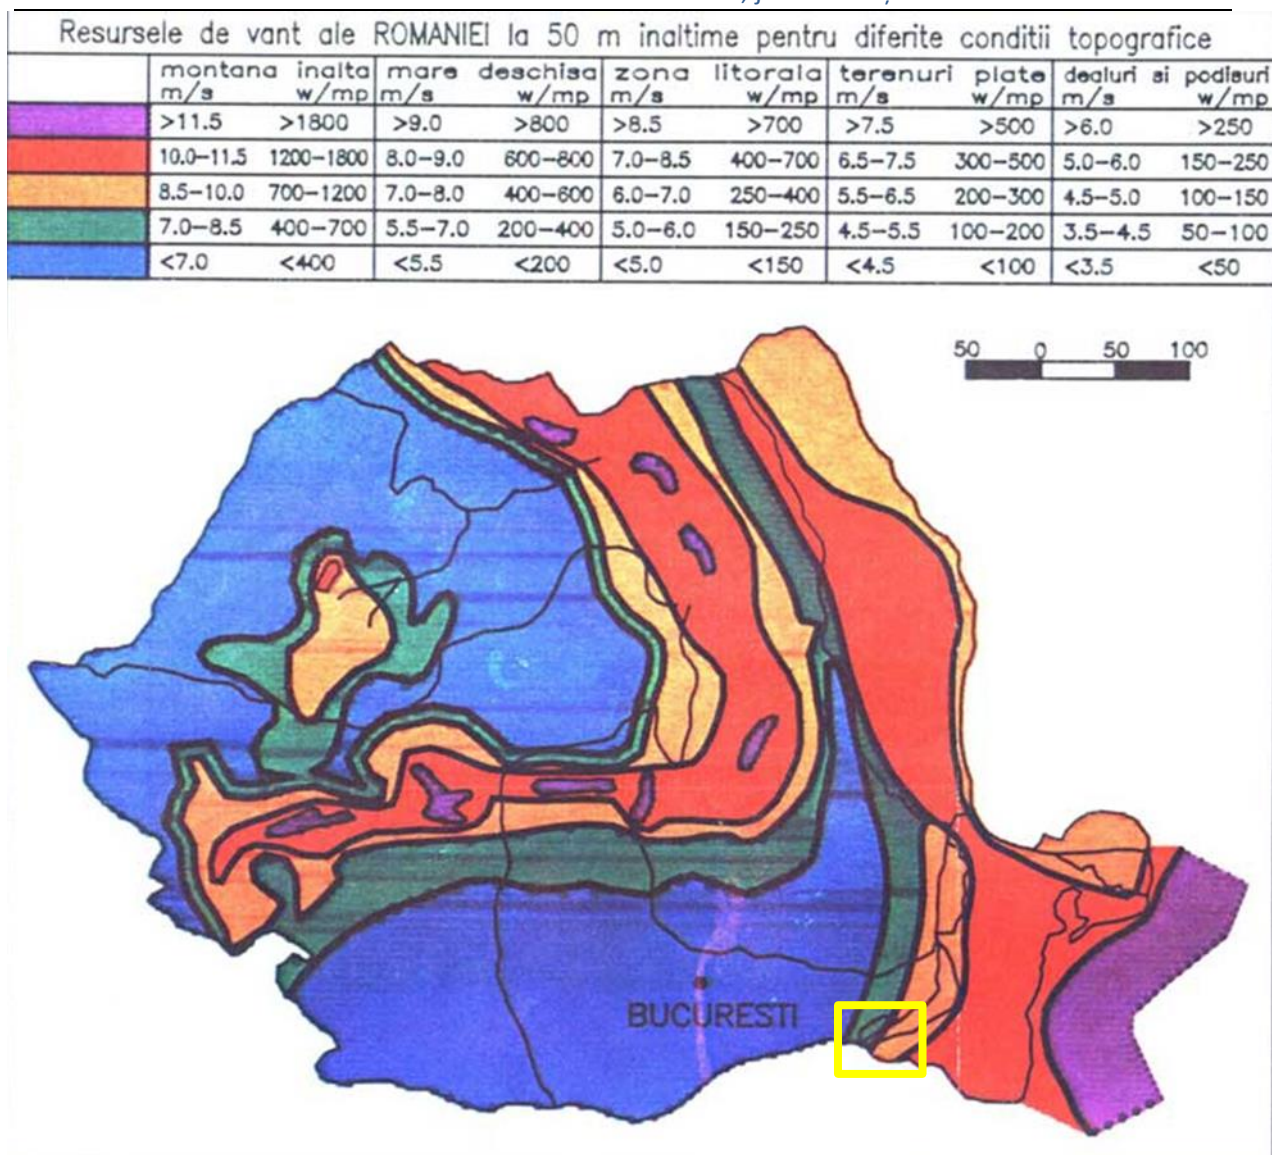 Resursele de vant ale ROMANIEI la 50 m inaltime pentru diferite conditii topografice
montana inalta mare deschisa zona litorala terenuri plate dealuri si podisuri
m/s w/mp m/s w/mp m/s w/mp m/s w/mp m/s w/mp
>11.5 >1800 >9.0 >800 >8.5 >700 >7.5 >500 >6.0 >250
10.0-11.5 1200-1800 8.0-9.0 600-800 7.0-8.5 400-700 6.5-7.5 300-500 5.0-6.0 150-250
8.5-10.0 700-1200 7.0-8.0 400-600 6.0-7.0 250-400 5.5-6.5 200-300 4.5-5.0 100-150
7.0-8.5 400-700 5.5-7.0 200-400 5.0-6.0 150-250 4.5-5.5 100-200 3.5-4.5 50-100
<7.0 <400 <5.5 <200 <5.0 <150 <4.5 <100 <3.5 <50
50 0 50 100
BUCURESTI